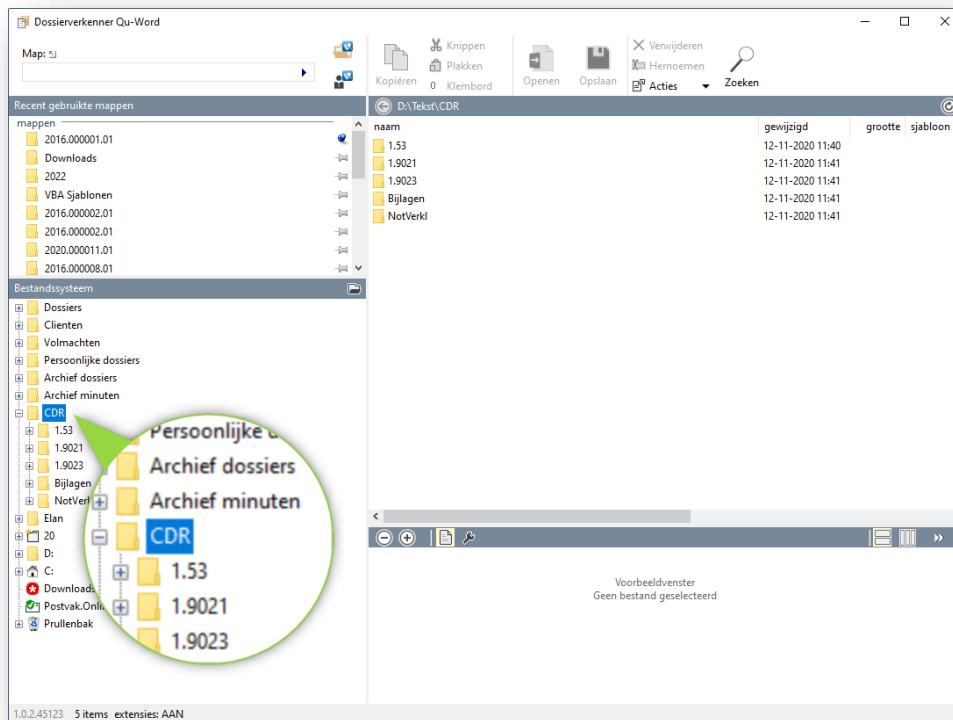 Dossierverkenner Qu-Word
Map:
Kopiëren
Knippen
Plakken
0 Klembord
Openen
Opslaan
Verwijderen
Hernoemen
Acties
Zoeken
Recent gebruikte mappen
mappen
2016.000001.01
Downloads
2022
VBA Sjablonen
2016.000002.01
2016.000002.01
2020.000011.01
2016.000008.01
Bestandssysteem
Dossiers
Clienten
Volmachten
Persoonlijke dossiers
Archief dossiers
Archief minuten
CDR
1.53
1.9021
1.9023
Bijlagen
NotVerkl
Elan
20
D:
C:
Downloads
Postvak.Onli
Prullenbak
Persoonlijke d
Archief dossiers
Archief minuten
CDR
1.53
1.9021
1.9023
D:\Tekst\CDR
naam gewijzigd grootte sjabloon
1.53 12-11-2020 11:40
1.9021 12-11-2020 11:41
1.9023 12-11-2020 11:41
Bijlagen 12-11-2020 11:41
NotVerkl 12-11-2020 11:41
Voorbeeldvenster
Geen bestand geselecteerd
1.0.2.45123 5 items extensies: AAN